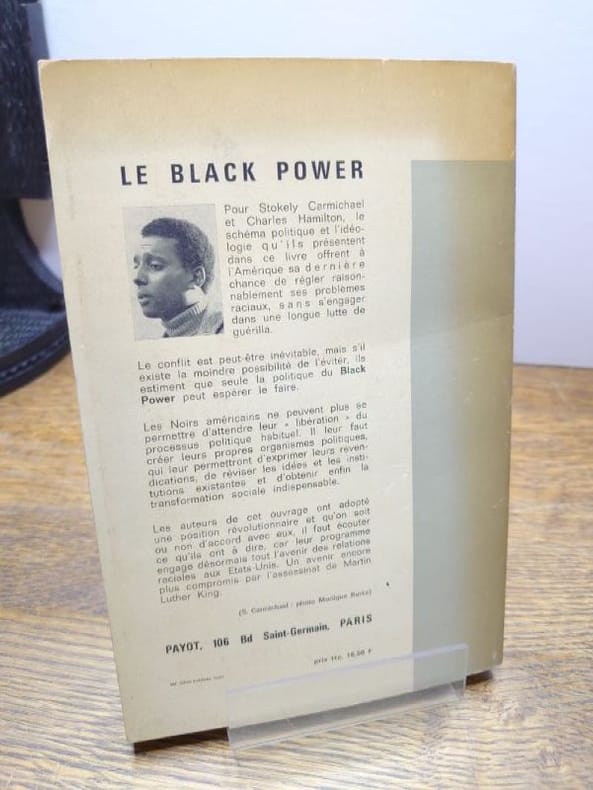 LE BLACK POWER
Pour Stokely Carmichael
et Charles Hamilton, le
schéma politique et l'idéo-
logie qu'ils présentent
dans ce livre offrent à
l'Amérique sa dernière
chance de régler raison-
nablement ses problèmes
raciaux, sans s'engager
dans une longue lutte de
guérilla.
Le conflit est peut-être inévitable, mais s'il
existe la moindre possibilité de l'éviter, ils
estiment que seule la politique du Black
Power peut espérer le faire.
Les Noirs américains ne peuvent plus se
permettre d'attendre leur « libération » du
processus politique habituel. Il leur faut
créer leurs propres organismes politiques,
qui leur permettront d'exprimer leurs reven-
dications, de réviser les idées et les insti-
tutions existantes et d'obtenir enfin la
transformation sociale indispensable.
Les auteurs de cet ouvrage ont adopté
une position révolutionnaire et qu'on soit
ou non d'accord avec eux, il faut écouter
ce qu'ils ont à dire, car leur programme
engage désormais tout l'avenir des relations
raciales aux Etats-Unis. Un avenir encore
plus compromis par l'assassinat de Martin
Luther King.
(S. Carmichael : photo Monique
PAYOT, 106 Bd Saint-Germain, PARIS
prix ttc. F